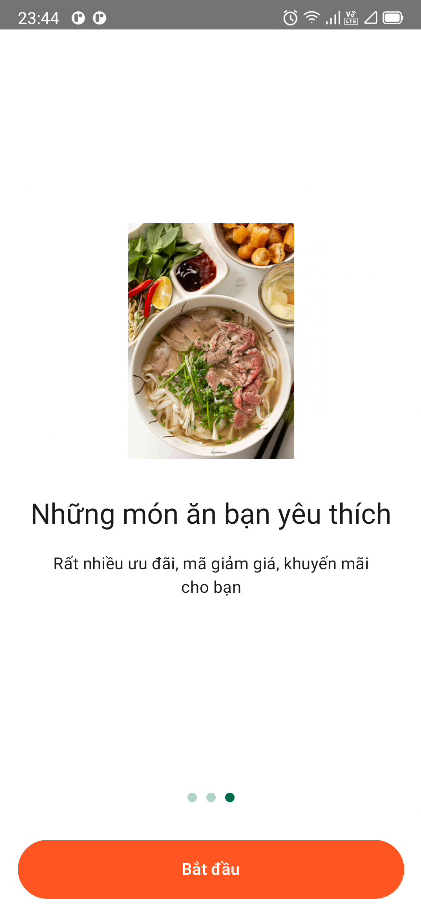 23:44
Những món ăn bạn yêu thích
Rất nhiều ưu đãi, mã giảm giá, khuyến mãi
cho bạn
Bắt đầu